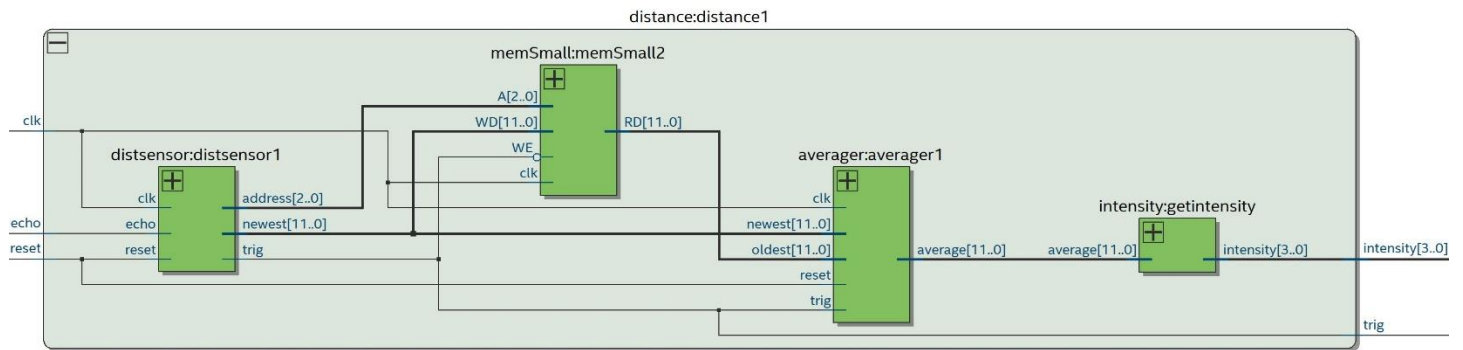 distance:distance1
memSmall:memSmall2
A[2..0]
WD[11..0]
WE
clk
RD[11..0]
clk
echo
reset
distsensor:distsensor1
clk
echo
reset
address[2..0]
newest[11..0]
trig
averager:averager1
clk
newest[11..0]
oldest[11..0]
reset
trig
average[11..0]
intensity:getintensity
average[11..0]
intensity[3..0]
intensity[3..0]
trig